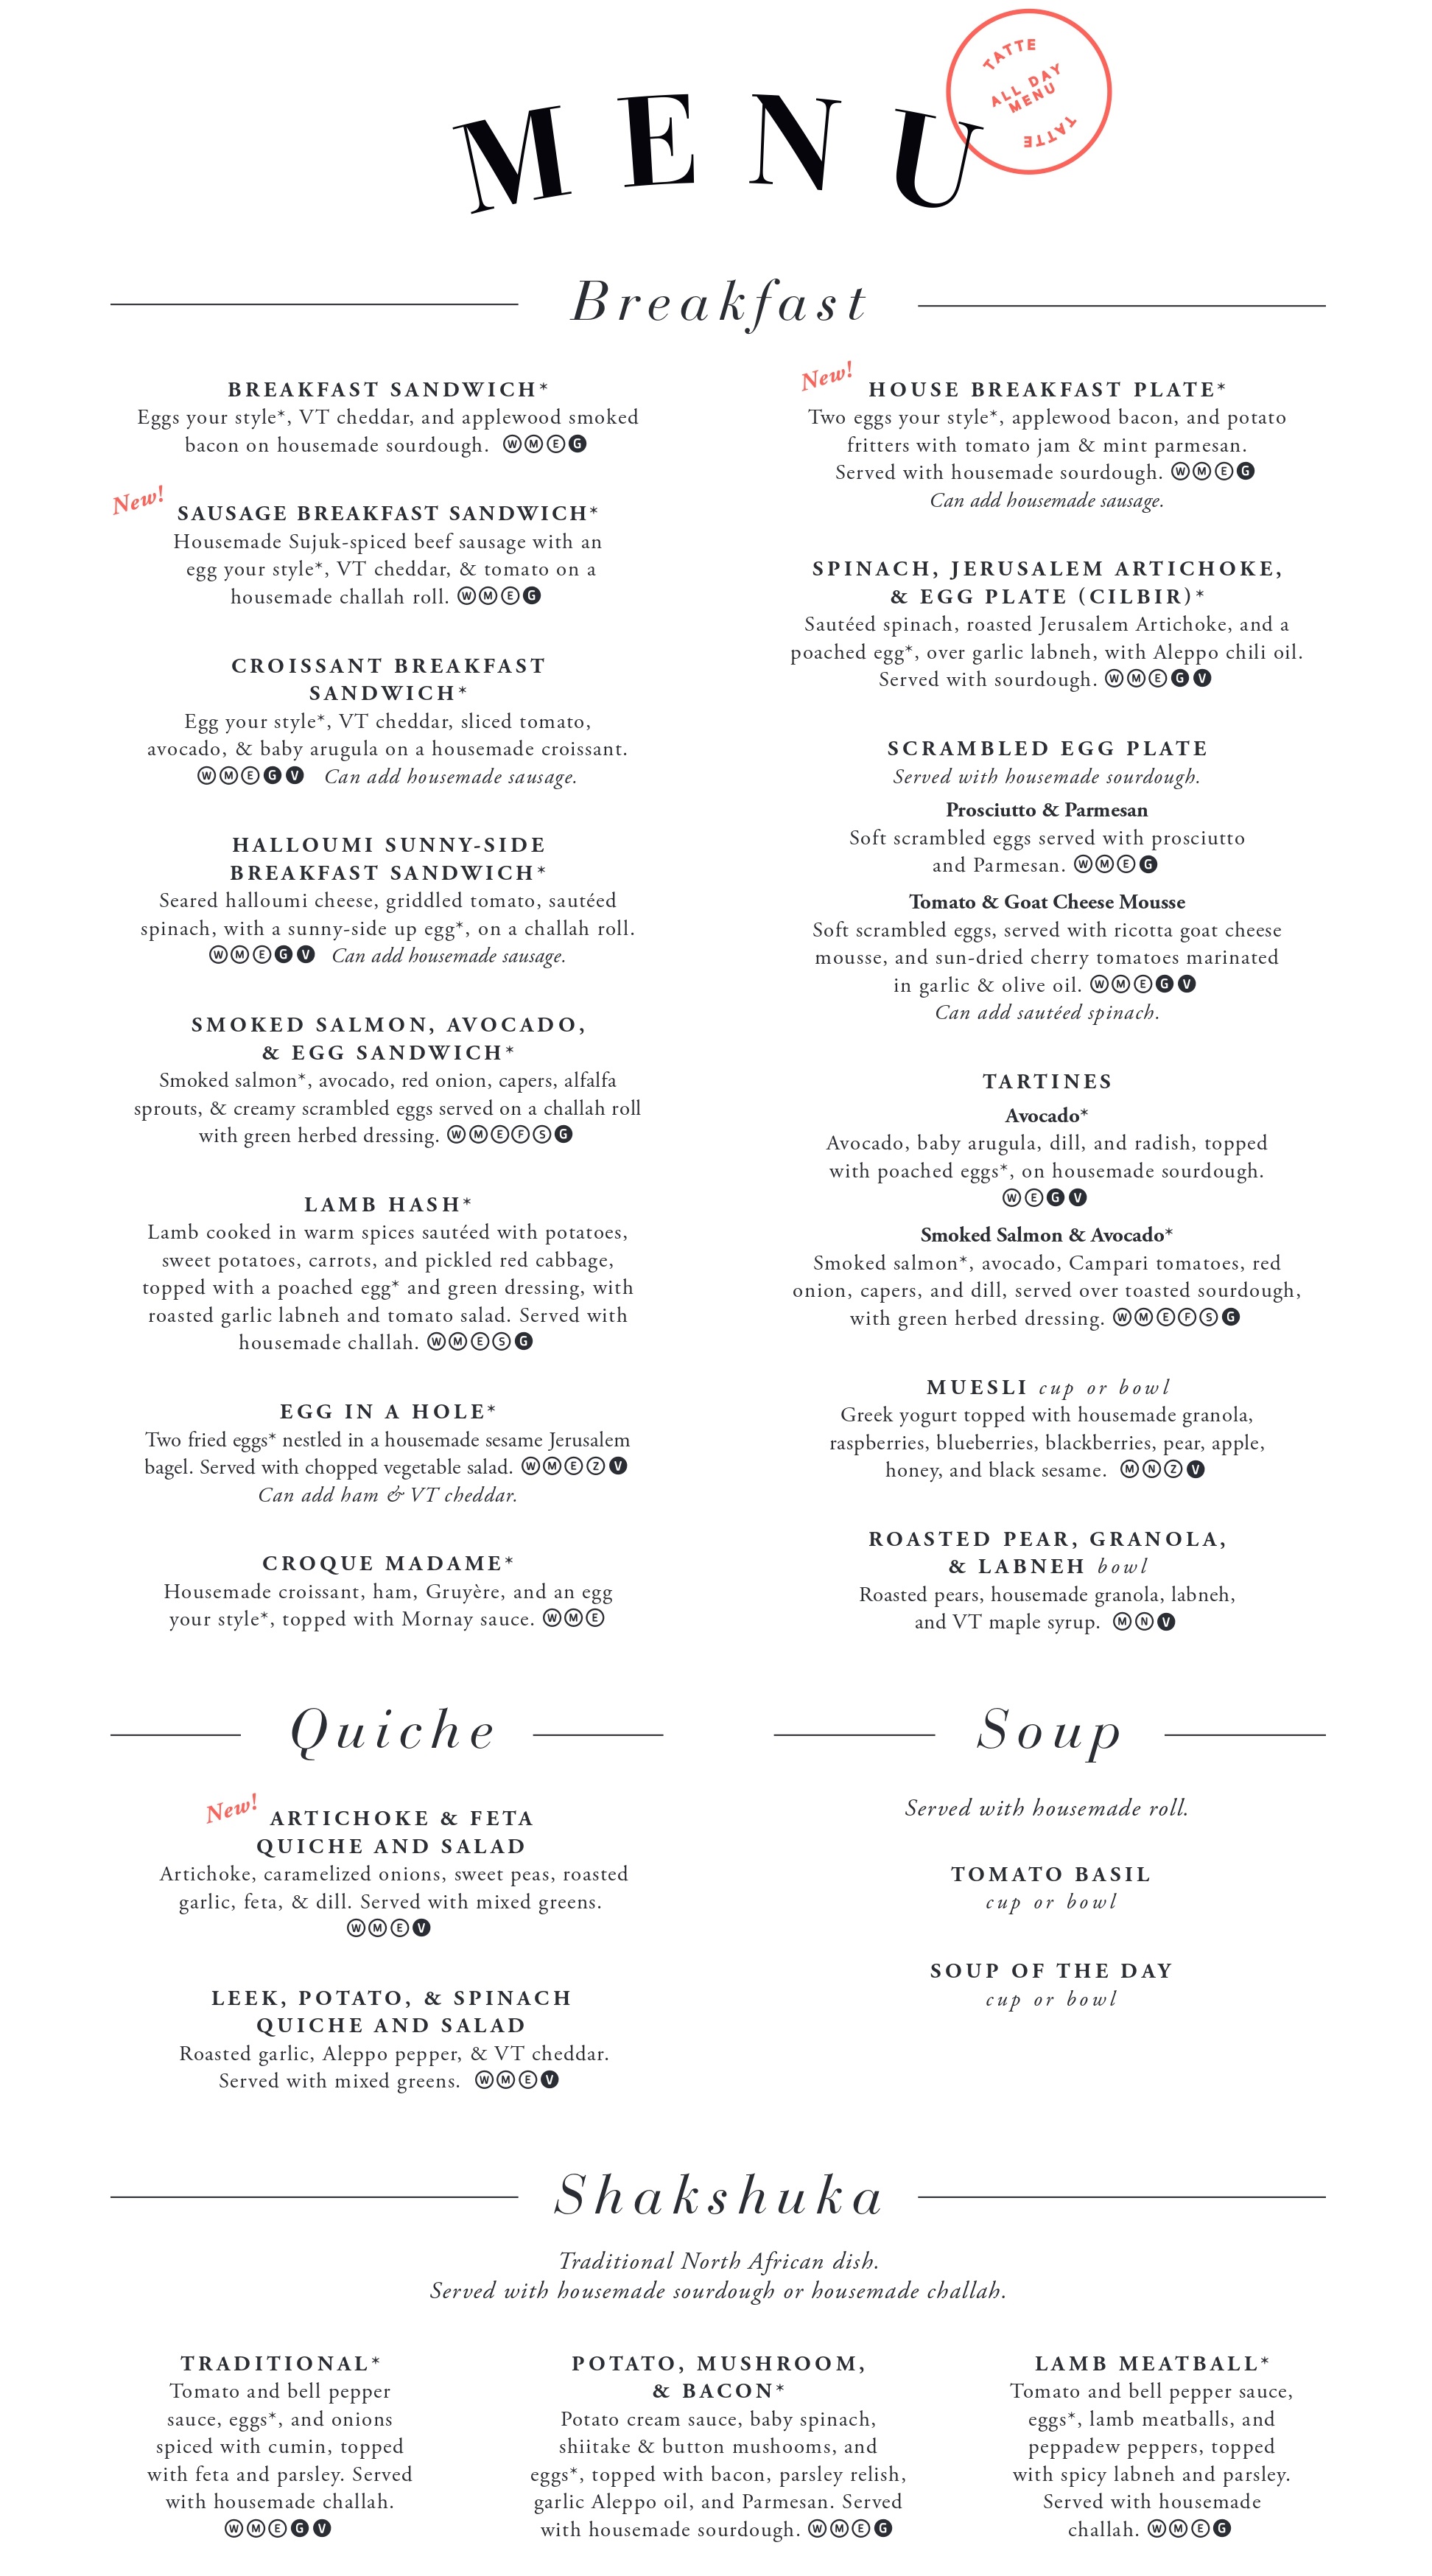 TATTE
ALL DAY
MENU
TATTE
MENU
Breakfast
BREAKFAST SANDWICH*
Eggs your style*, VT cheddar, and applewood smoked
bacon on housemade sourdough. W M E G
New!
SAUSAGE BREAKFAST SANDWICH*
Housemade Sujuk-spiced beef sausage with an
egg your style*, VT cheddar, & tomato on a
housemade challah roll. W M E G
CROISSANT BREAKFAST
SANDWICH*
Egg your style*, VT cheddar, sliced tomato,
avocado, & baby arugula on a housemade croissant.
W M E G V Can add housemade sausage.
HALLOUMI SUNNY-SIDE
BREAKFAST SANDWICH*
Seared halloumi cheese, griddled tomato, sautéed
spinach, with a sunny-side up egg*, on a challah roll.
W M E G V Can add housemade sausage.
SMOKED SALMON, AVOCADO,
& EGG SANDWICH*
Smoked salmon*, avocado, red onion, capers, alfalfa
sprouts, & creamy scrambled eggs served on a challah roll
with green herbed dressing. W M E F S G
LAMB HASH*
Lamb cooked in warm spices sautéed with potatoes,
sweet potatoes, carrots, and pickled red cabbage,
topped with a poached egg* and green dressing, with
roasted garlic labneh and tomato salad. Served with
housemade challah. W M E S G
EGG IN A HOLE*
Two fried eggs* nestled in a housemade sesame Jerusalem
bagel. Served with chopped vegetable salad. W M E Z V
Can add ham & VT cheddar.
CROQUE MADAME*
Housemade croissant, ham, Gruyère, and an egg
your style*, topped with Mornay sauce. W M E
New!
HOUSE BREAKFAST PLATE*
Two eggs your style*, applewood bacon, and potato
fritters with tomato jam & mint parmesan.
Served with housemade sourdough. W M E G
Can add housemade sausage.
SPINACH, JERUSALEM ARTICHOKE,
& EGG PLATE (CILBIR)*
Sautéed spinach, roasted Jerusalem Artichoke, and a
poached egg*, over garlic labneh, with Aleppo chili oil.
Served with sourdough. W M E G V
SCRAMBLED EGG PLATE
Served with housemade sourdough.
Prosciutto & Parmesan
Soft scrambled eggs served with prosciutto
and Parmesan. W M E G
Tomato & Goat Cheese Mousse
Soft scrambled eggs, served with ricotta goat cheese
mousse, and sun-dried cherry tomatoes marinated
in garlic & olive oil. W M E G V
Can add sautéed spinach.
TARTINES
Avocado*
Avocado, baby arugula, dill, and radish, topped
with poached eggs*, on housemade sourdough.
W E G V
Smoked Salmon & Avocado*
Smoked salmon*, avocado, Campari tomatoes, red
onion, capers, and dill, served over toasted sourdough,
with green herbed dressing. W M E F S G
MUESLI cup or bowl
Greek yogurt topped with housemade granola,
raspberries, blueberries, blackberries, pear, apple,
honey, and black sesame. M N Z V
ROASTED PEAR, GRANOLA,
& LABNEH bowl
Roasted pears, housemade granola, labneh,
and VT maple syrup. M N V
Quiche
New!
ARTICHOKE & FETA
QUICHE AND SALAD
Artichoke, caramelized onions, sweet peas, roasted
garlic, feta, & dill. Served with mixed greens.
W M E V
LEEK, POTATO, & SPINACH
QUICHE AND SALAD
Roasted garlic, Aleppo pepper, & VT cheddar.
Served with mixed greens. W M E V
Soup
Served with housemade roll.
TOMATO BASIL
cup or bowl
SOUP OF THE DAY
cup or bowl
Shakshuka
Traditional North African dish.
Served with housemade sourdough or housemade challah.
TRADITIONAL*
Tomato and bell pepper
sauce, eggs*, and onions
spiced with cumin, topped
with feta and parsley. Served
with housemade challah.
W M E G V
POTATO, MUSHROOM,
& BACON*
Potato cream sauce, baby spinach,
shiitake & button mushooms, and
eggs*, topped with bacon, parsley relish,
garlic Aleppo oil, and Parmesan. Served
with housemade sourdough. W M E G
LAMB MEATBALL*
Tomato and bell pepper sauce,
eggs*, lamb meatballs, and
peppadew peppers, topped
with spicy labneh and parsley.
Served with housemade
challah. W M E G